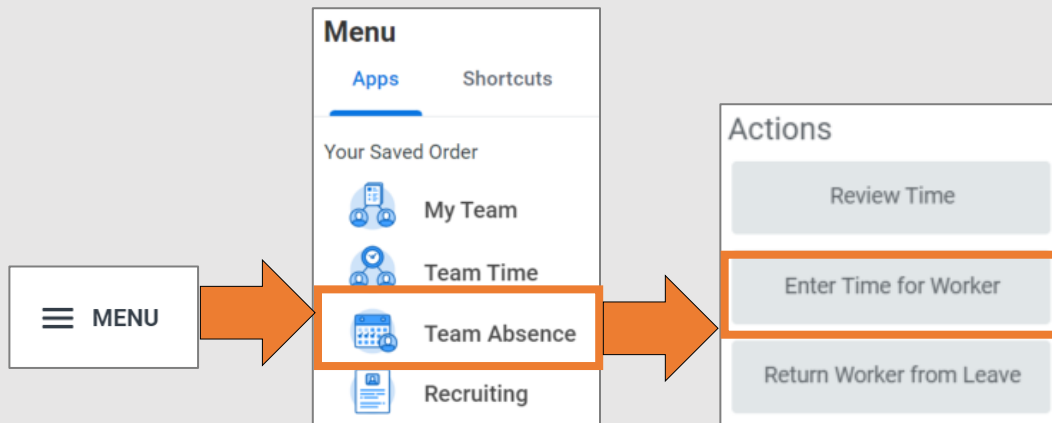 MENU
Menu
Apps Shortcuts
Your Saved Order
My Team
Team Time
Team Absence
Recruiting
Actions
Review Time
Enter Time for Worker
Return Worker from Leave